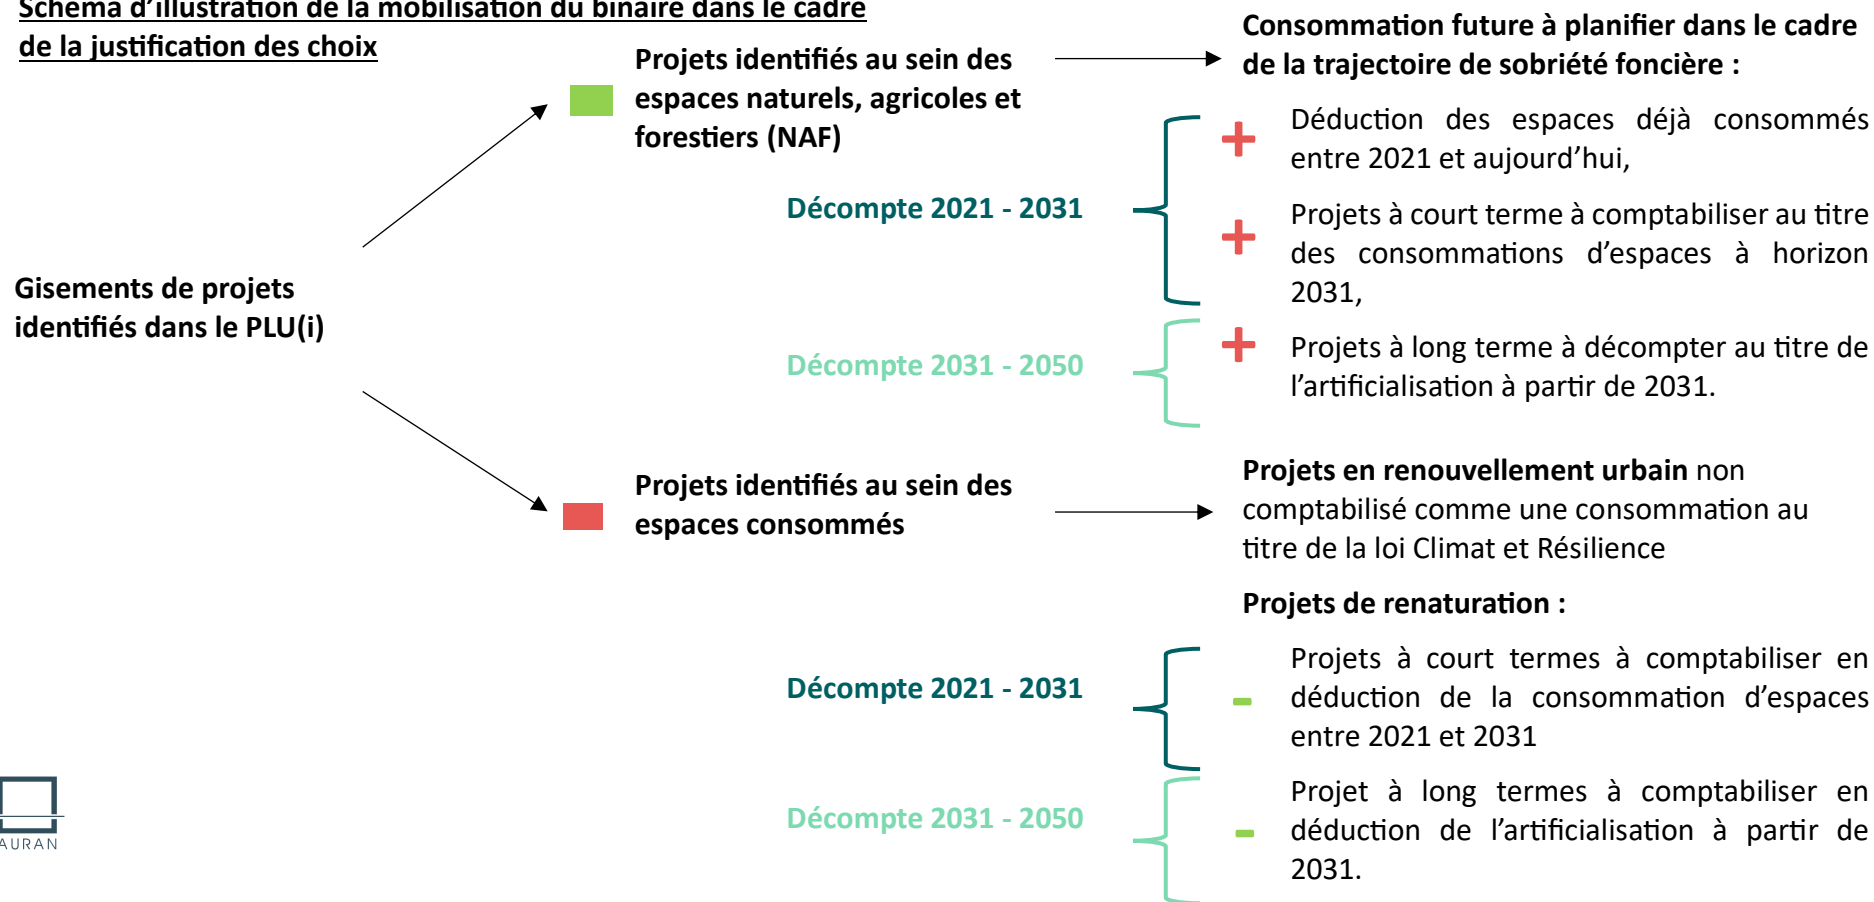 Schéma d'illustration de la mobilisation du binaire dans le cadre
de la justification des choix
Gisements de projets
identifiés dans le PLU(i)
Projets identifiés au sein des
espaces naturels, agricoles et
forestiers (NAF)
Consommation future à planifier dans le cadre
de la trajectoire de sobriété foncière :
Décompte 2021 - 2031
+ Déduction des espaces déjà consommés
entre 2021 et aujourd’hui,
+ Projets à court terme à comptabiliser au titre
des consommations d’espaces à horizon
2031,
Décompte 2031 - 2050
+ Projets à long terme à décompter au titre de
l’artificialisation à partir de 2031.
Projets identifiés au sein des
espaces consommés
Projets en renouvellement urbain non
comptabilisé comme une consommation au
titre de la loi Climat et Résilience
Projets de renaturation :
Décompte 2021 - 2031
- Projets à court termes à comptabiliser en
déduction de la consommation d’espaces
entre 2021 et 2031
Décompte 2031 - 2050
- Projet à long termes à comptabiliser en
déduction de l’artificialisation à partir de
2031.
AURAN